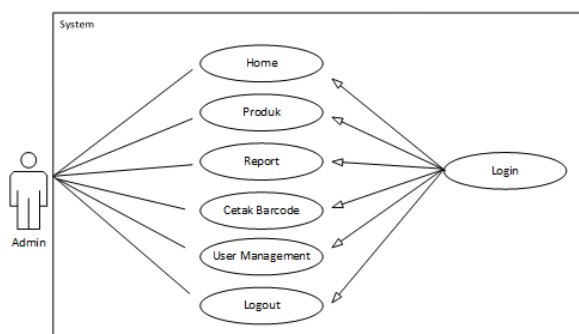 System
Home
Produk
Report
Login
Cetak Barcode
Admin
User Management
Logout